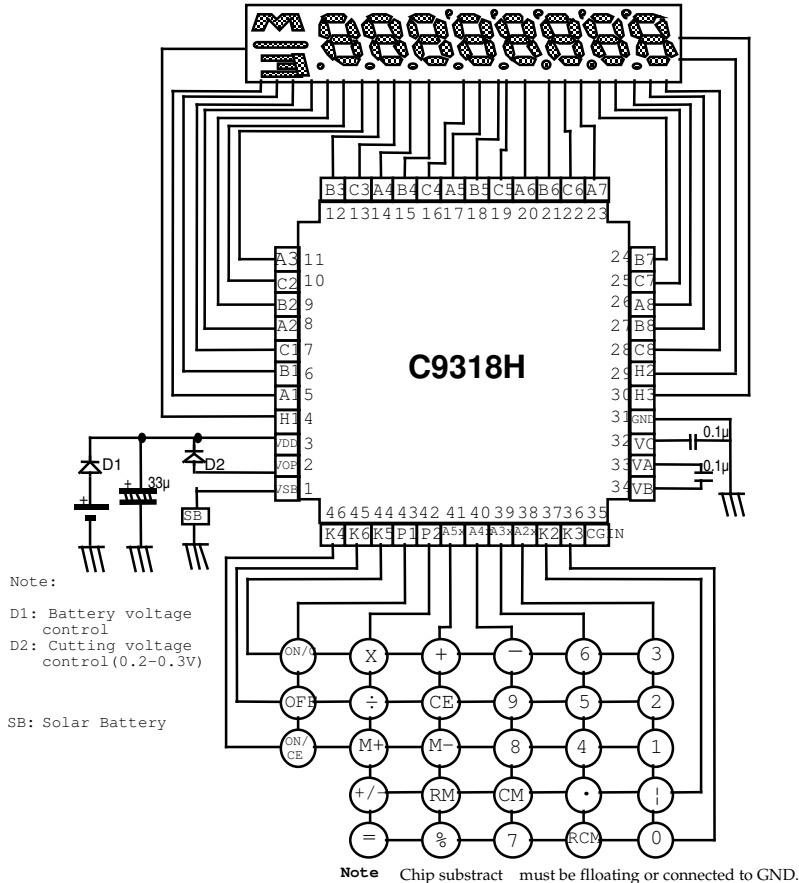 B3 C3 A4 B4 C4 A5 B5 C5 A6 B6 C6 A7
12 13 14 15 16 17 18 19 20 21 22 23
A3 11
C2 10
B2 9
A2 8
C1 7
B1 6
A1 5
H1 4
VDD 3
VOP 2
VSB 1
24 B7
25 C7
26 A8
27 B8
28 C8
29 H2
30 H3
31 GND
32 VC
33 VA
34 VB
C9318H
0.1µ
0.1µ
D1
+
+
33µ
D2
SB
46 45 44 43 42 41 40 39 38 37 36 35
K4 K6 K5 P1 P2 A5x A4x A3x A2x K2 K3 CGIN
Note:
D1: Battery voltage
control
D2: Cutting voltage
control(0.2-0.3V)
SB: Solar Battery
ON/C X + − 6 3
OFF ÷ CE 9 5 2
ON/
CE
M+ M− 8 4 1
+/− RM CM • ¦
= % 7 RCM 0
Note Chip substract must be flloating or connected to GND.